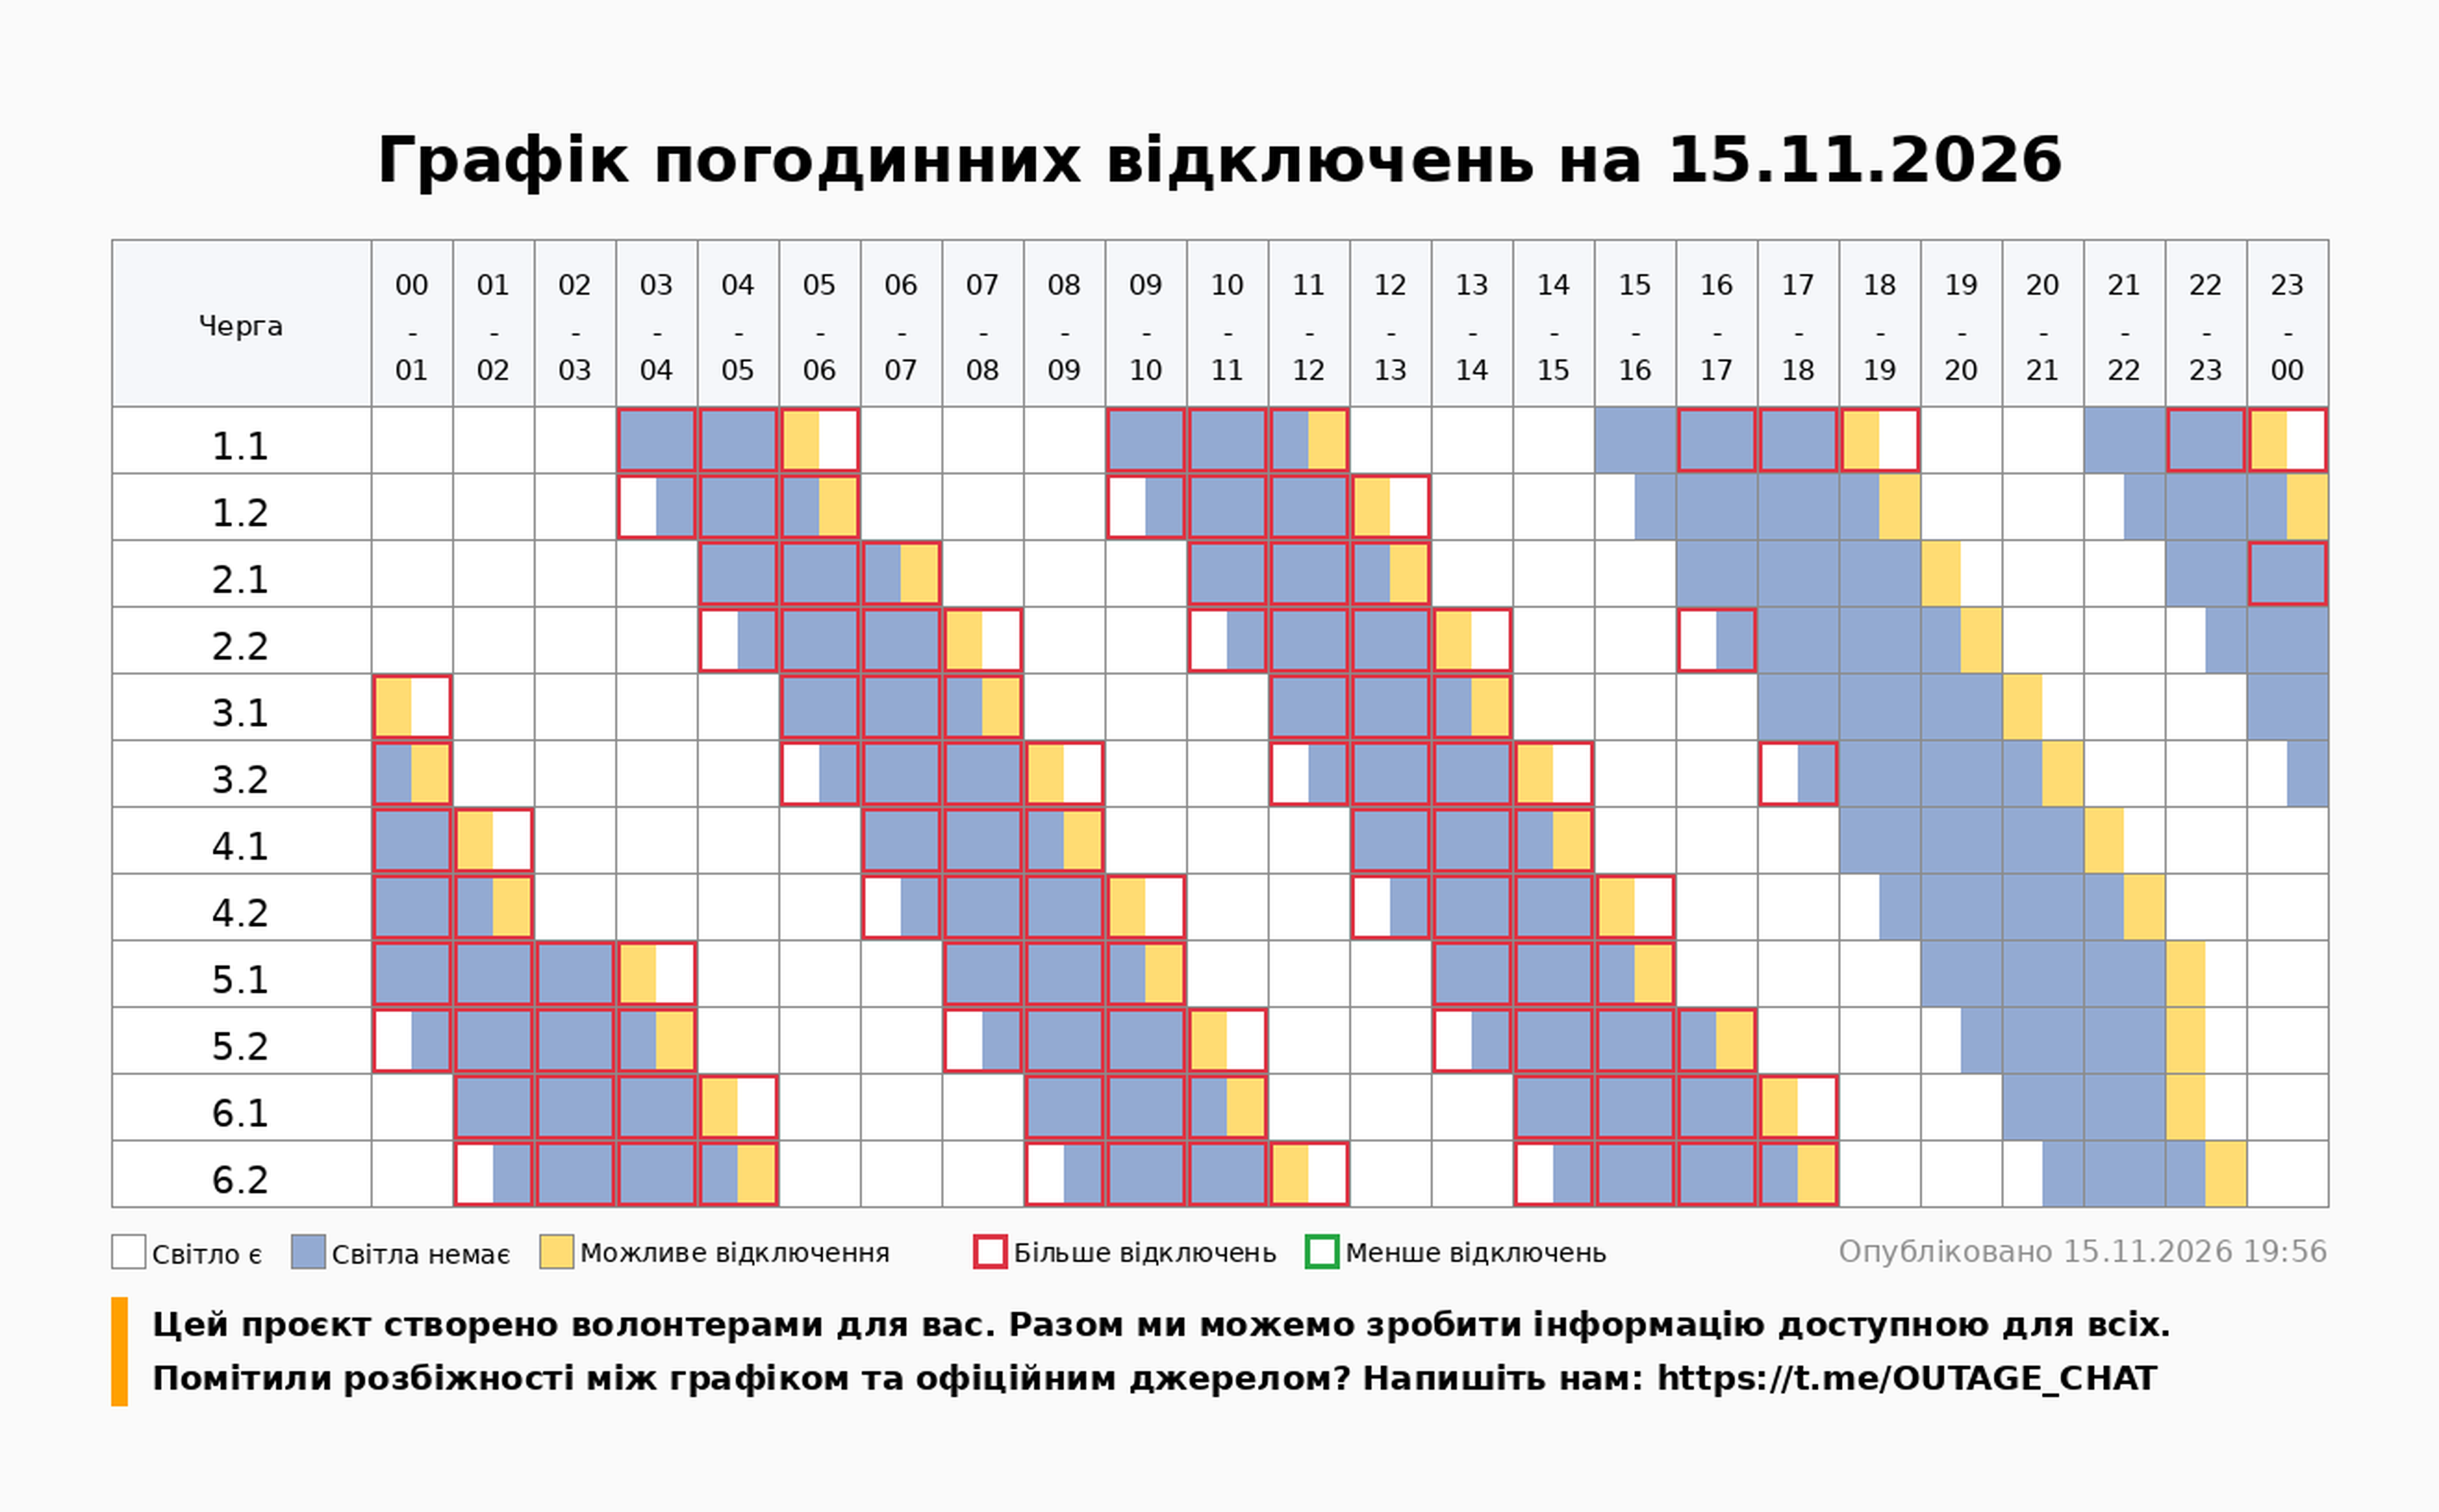 Графік погодинних відключень на 15.11.2026
Черга
00 - 01
01 - 02
02 - 03
03 - 04
04 - 05
05 - 06
06 - 07
07 - 08
08 - 09
09 - 10
10 - 11
11 - 12
12 - 13
13 - 14
14 - 15
15 - 16
16 - 17
17 - 18
18 - 19
19 - 20
20 - 21
21 - 22
22 - 23
23 - 00
1.1
1.2
2.1
2.2
3.1
3.2
4.1
4.2
5.1
5.2
6.1
6.2
Світло є Світла немає Можливе відключення Більше відключень Менше відключень Опубліковано 15.11.2026 19:56
Цей проєкт створено волонтерами для вас. Разом ми можемо зробити інформацію доступною для всіх.
Помітили розбіжності між графіком та офіційним джерелом? Напишіть нам: https://t.me/OUTAGE_CHAT